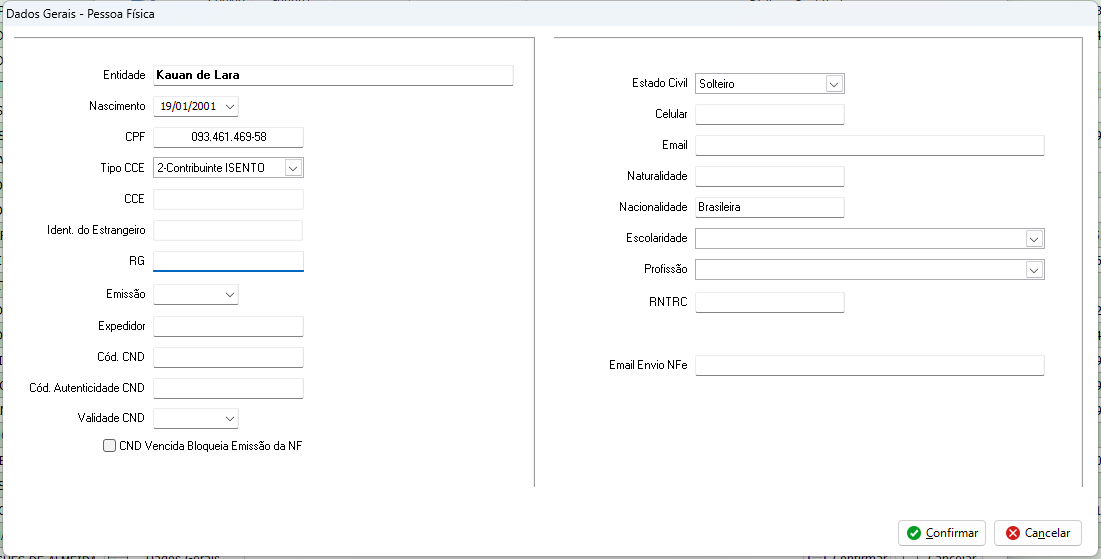 Dados Gerais - Pessoa Física
Entidade Kauan de Lara
Nascimento 19/01/2001
CPF 093.461.469-58
Tipo CCE 2-Contribuinte ISENTO
CCE
Ident. do Estrangeiro
RG
Emissão
Expedidor
Cód. CND
Cód. Autenticidade CND
Validade CND
CND Vencida Bloqueia Emissão da NF
Estado Civil Solteiro
Celular
Email
Naturalidade
Nacionalidade Brasileira
Escolaridade
Profissão
RNTRC
Email Envio NFe
Confirmar Cancelar